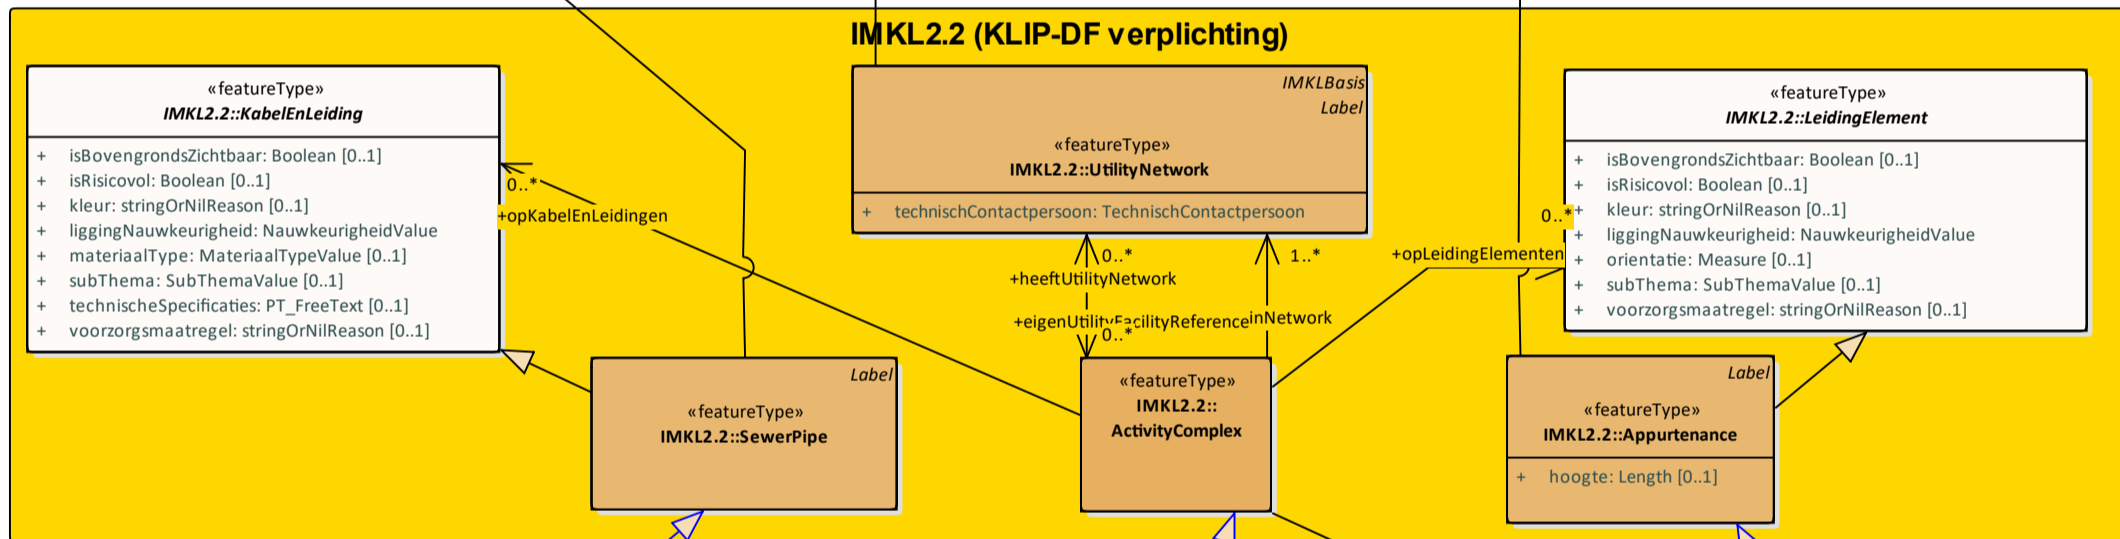 IMKL2.2 (KLIP-DF verplichting)
«featureType»
IMKL2.2::KabelEnLeiding
+ isBovengrondsZichtbaar: Boolean [0..1]
+ isRisicovol: Boolean [0..1]
+ kleur: stringOrNilReason [0..1]
+ liggingNauwkeurigheid: NauwkeurigheidValue
+ materiaalType: MateriaalTypeValue [0..1]
+ subThema: SubThemaValue [0..1]
+ technischeSpecificaties: PT_FreeText [0..1]
+ voorzorgsmaatregel: stringOrNilReason [0..1]
0..*
+opKabelEnLeidingen
IMKLBasis
Label
«featureType»
IMKL2.2::UtilityNetwork
+ technischContactpersoon: TechnischContactpersoon
0..*
+heeftUtilityNetwork
1..*
+eigenUtilityFacilityReference
0..*
inNetwork
+opLeidingElementen
0..*
«featureType»
IMKL2.2::LeidingElement
+ isBovengrondsZichtbaar: Boolean [0..1]
+ isRisicovol: Boolean [0..1]
+ kleur: stringOrNilReason [0..1]
+ liggingNauwkeurigheid: NauwkeurigheidValue
+ orientatie: Measure [0..1]
+ subThema: SubThemaValue [0..1]
+ voorzorgsmaatregel: stringOrNilReason [0..1]
Label
«featureType»
IMKL2.2::SewerPipe
«featureType»
IMKL2.2::
ActivityComplex
Label
«featureType»
IMKL2.2::Appurtenance
+ hoogte: Length [0..1]